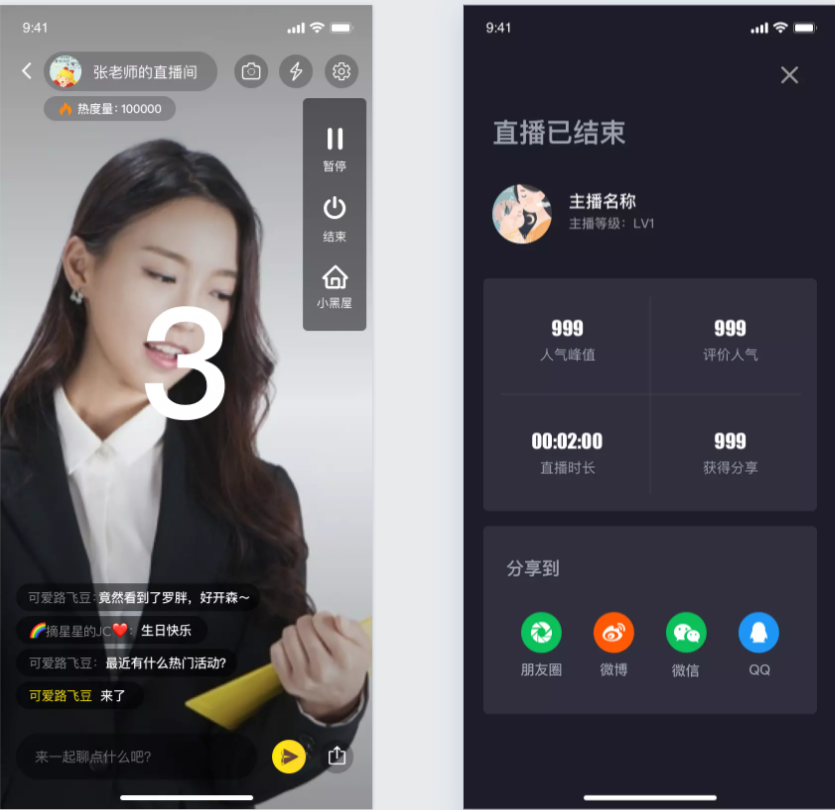 9:41
张老师的直播间
热度量：100000
暂停
结束
小黑屋
3
可爱路飞豆：竟然看到了罗胖，好开森～
🌈摘星星的JC❤️：生日快乐
可爱路飞豆：最近有什么热门活动?
可爱路飞豆 来了
来一起聊点什么吧?
9:41
直播已结束
主播名称
主播等级：LV1
999
人气峰值
999
评价人气
00:02:00
直播时长
999
获得分享
分享到
朋友圈
微博
微信
QQ